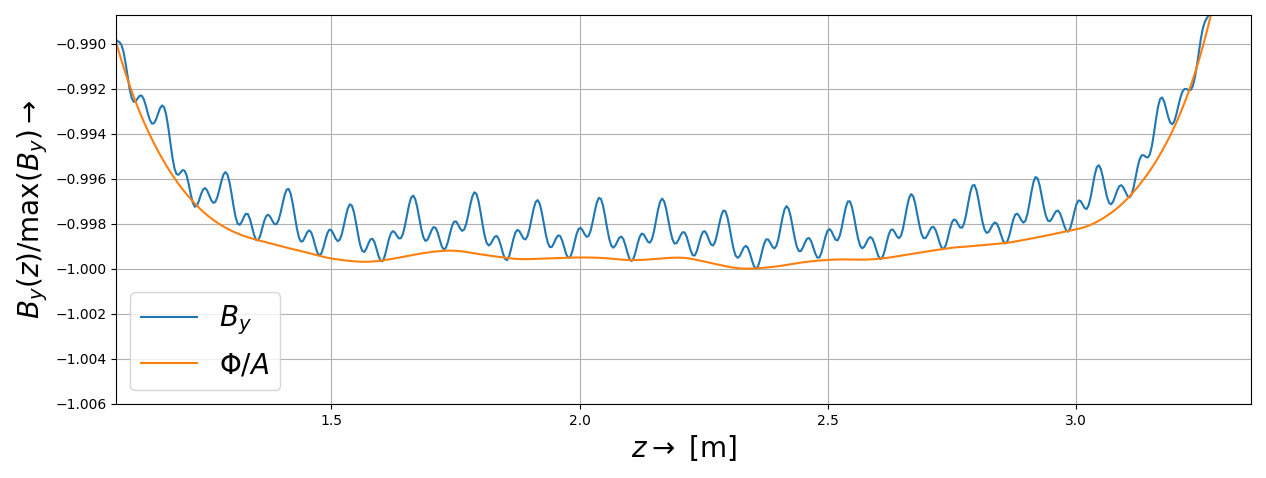 B_y(z)/max(B_y) →
−0.990
−0.992
−0.994
−0.996
−0.998
−1.000
−1.002
−1.004
−1.006
B_y
Φ/A
1.5 2.0 2.5 3.0
z → [m]